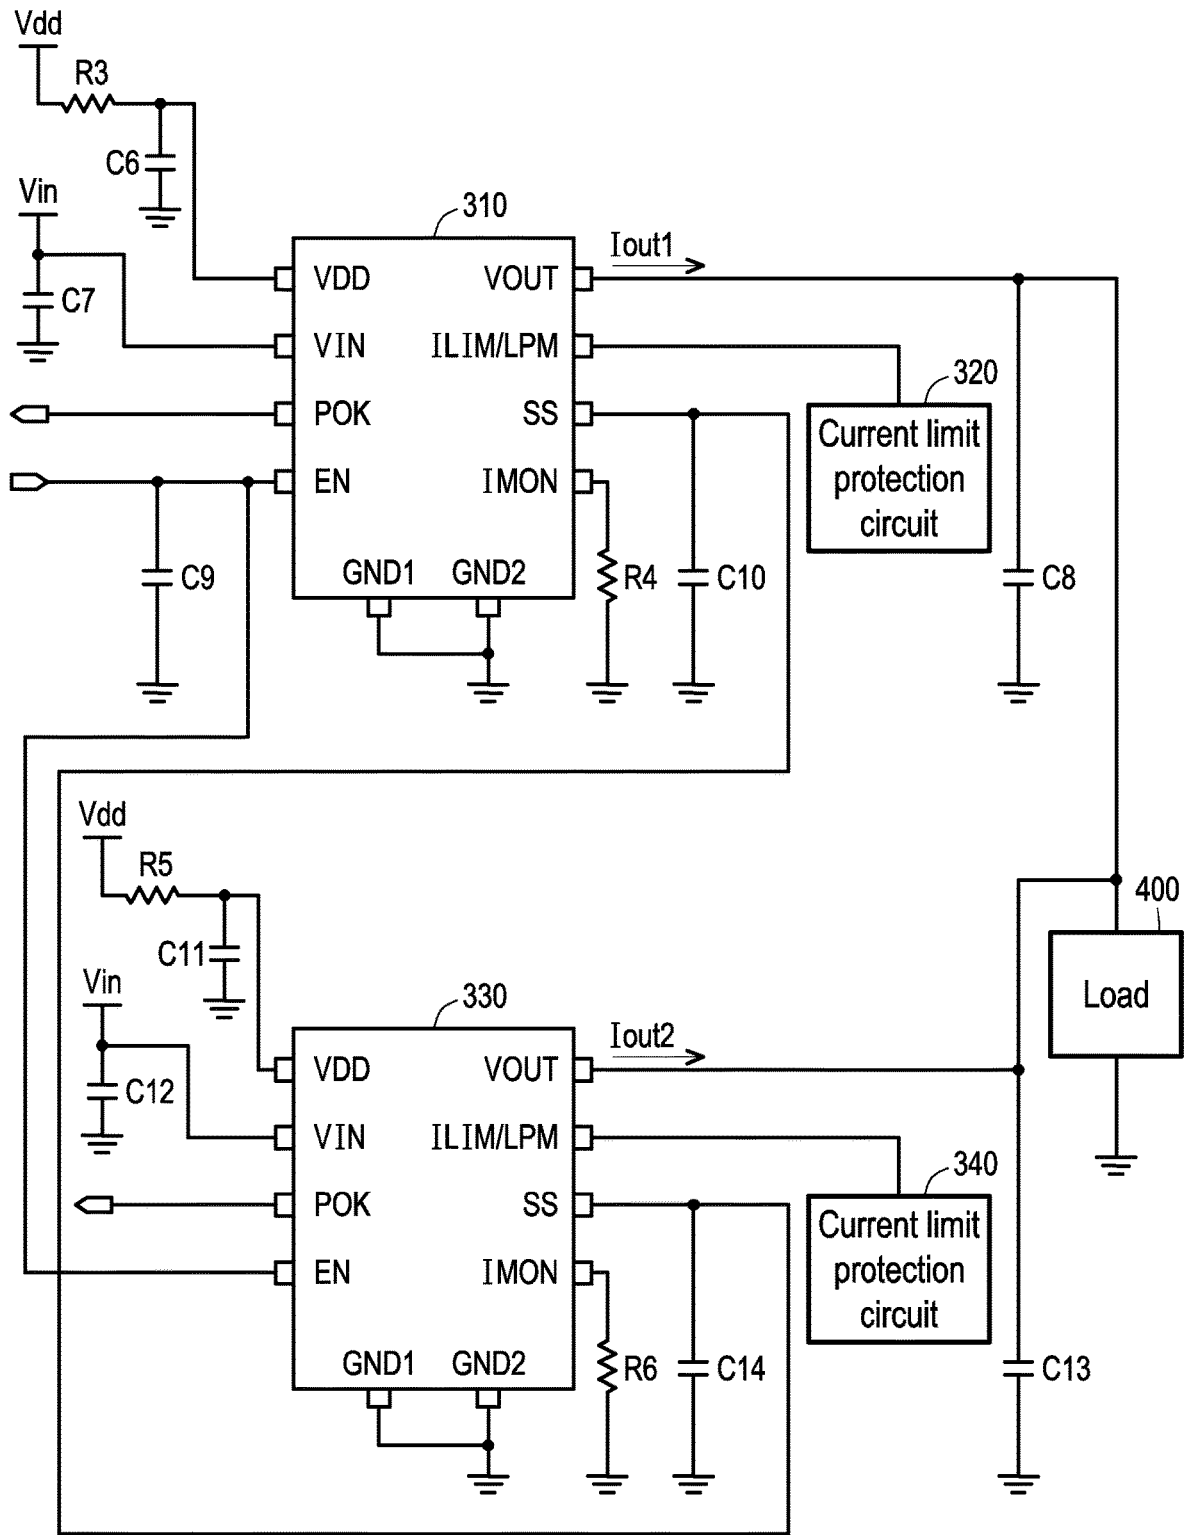 Vdd
R3
C6
Vin
C7
310
Iout1
VDD
VOUT
VIN
ILIM/LPM
320
POK
SS
Current limit
protection
circuit
EN
IMON
C9
GND1
GND2
R4
C10
C8
Vdd
R5
C11
400
Load
Vin
C12
330
Iout2
VDD
VOUT
VIN
ILIM/LPM
340
POK
SS
Current limit
protection
circuit
EN
IMON
GND1
GND2
R6
C14
C13